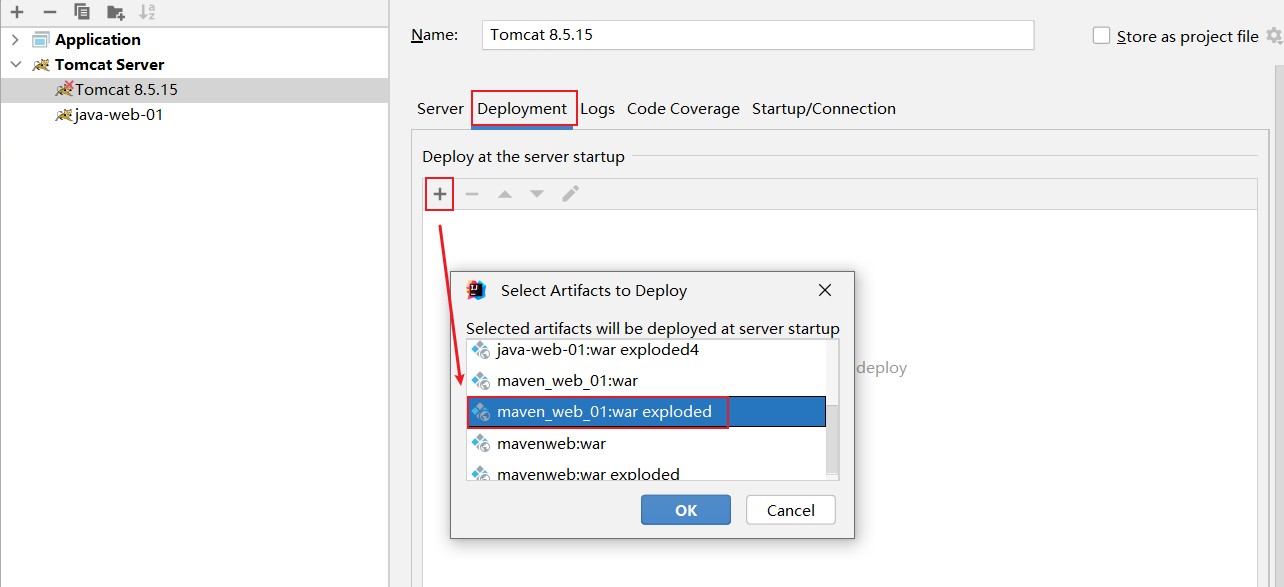 Application
Tomcat Server
Tomcat 8.5.15
java-web-01
Name:
Tomcat 8.5.15
Store as project file
Server
Deployment
Logs
Code Coverage
Startup/Connection
Deploy at the server startup
Select Artifacts to Deploy
Selected artifacts will be deployed at server startup
java-web-01:war exploded4
maven_web_01:war
maven_web_01:war exploded
mavenweb:war
mavenweb:war exploded
deploy
OK
Cancel